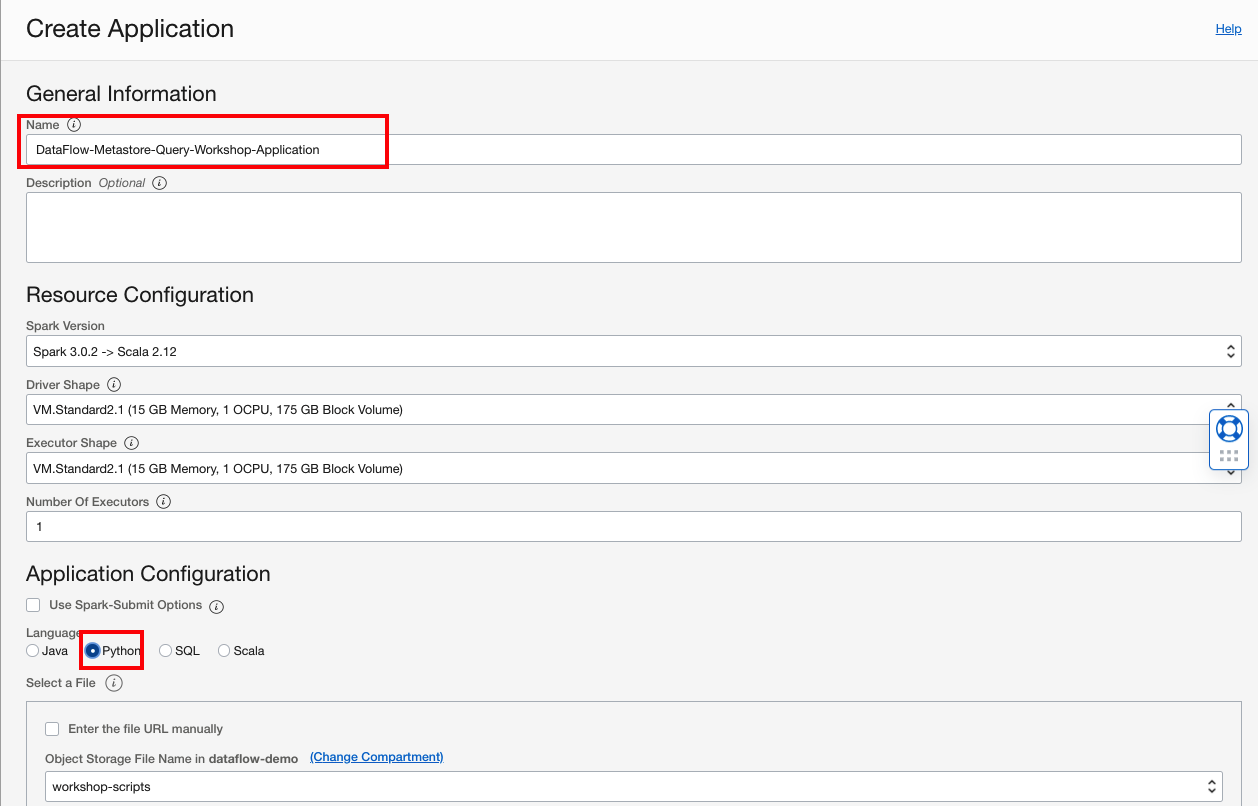 Create Application
Help
General Information
Name i
DataFlow-Metastore-Query-Workshop-Application
Description Optional i
Resource Configuration
Spark Version
Spark 3.0.2 -> Scala 2.12
Driver Shape i
VM.Standard2.1 (15 GB Memory, 1 OCPU, 175 GB Block Volume)
Executor Shape i
VM.Standard2.1 (15 GB Memory, 1 OCPU, 175 GB Block Volume)
Number Of Executors i
1
Application Configuration
Use Spark-Submit Options i
Language
Java Python SQL Scala
Select a File i
Enter the file URL manually
Object Storage File Name in dataflow-demo (Change Compartment)
workshop-scripts